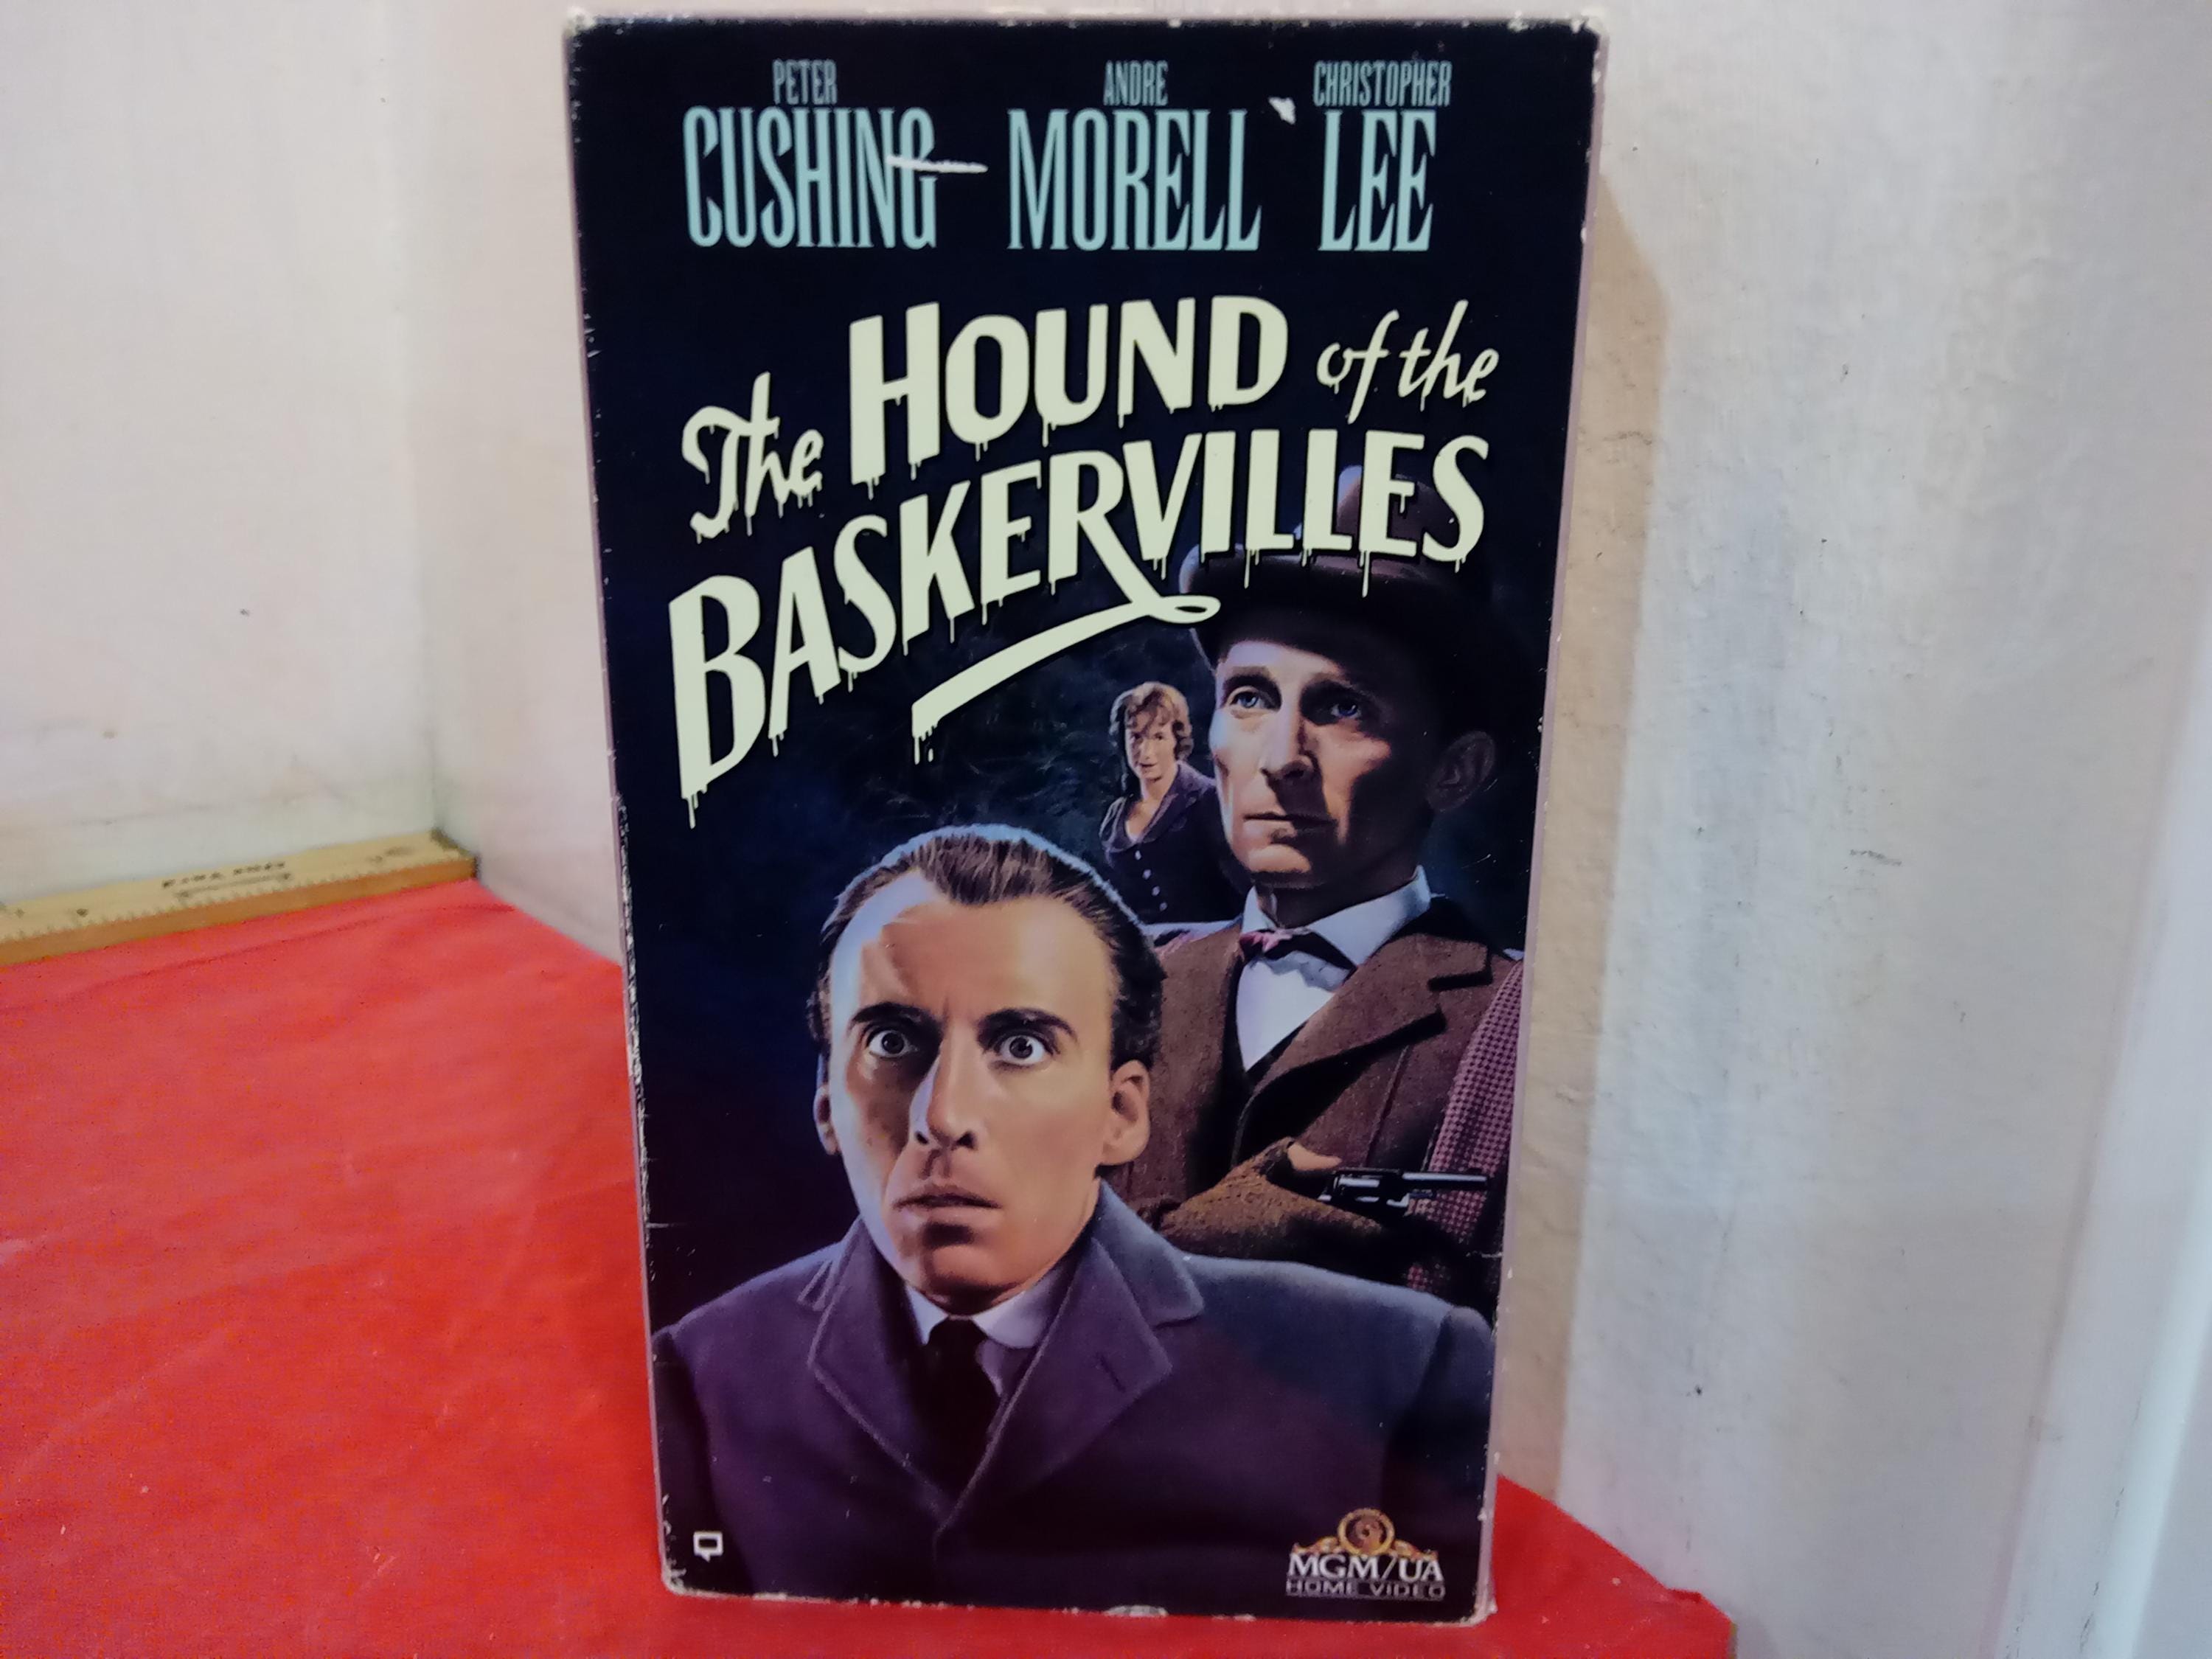 PETER ANDRE CHRISTOPHER
CUSHING MORELL LEE
The HOUND of the
BASKERVILLES
MGM/UA
HOME VIDEO